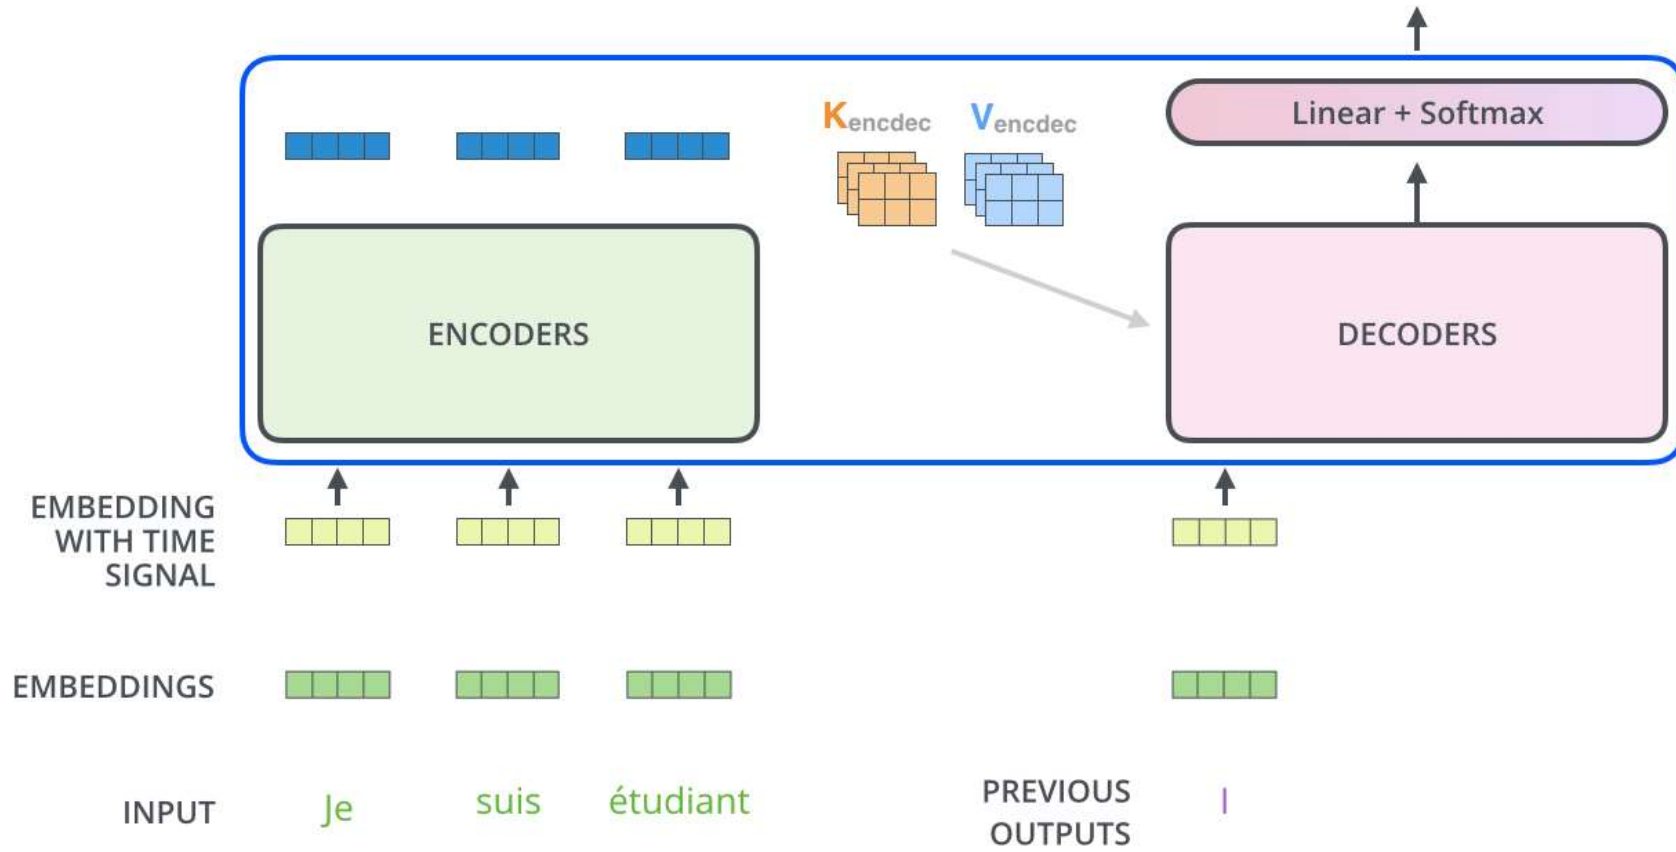 Kencdec Vencdec
Linear + Softmax
ENCODERS
DECODERS
EMBEDDING
WITH TIME
SIGNAL
EMBEDDINGS
INPUT
Je suis étudiant
PREVIOUS
OUTPUTS
I